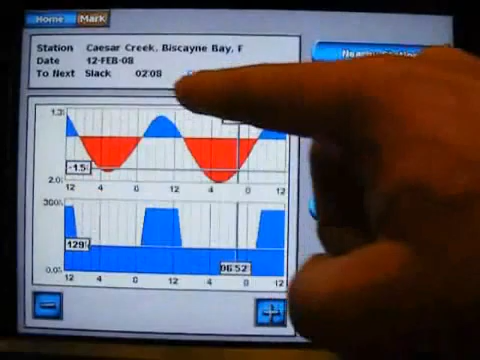 Home Mark
Station Caesar Creek, Biscayne Bay, F
Date 12-FEB-08
To Next Slack 02:08
1.3
-1.5
2.0
12 4 0 12 4 0 12
300°
129°
0.0°
06:52
12 4 0 12 4 0 12
− +